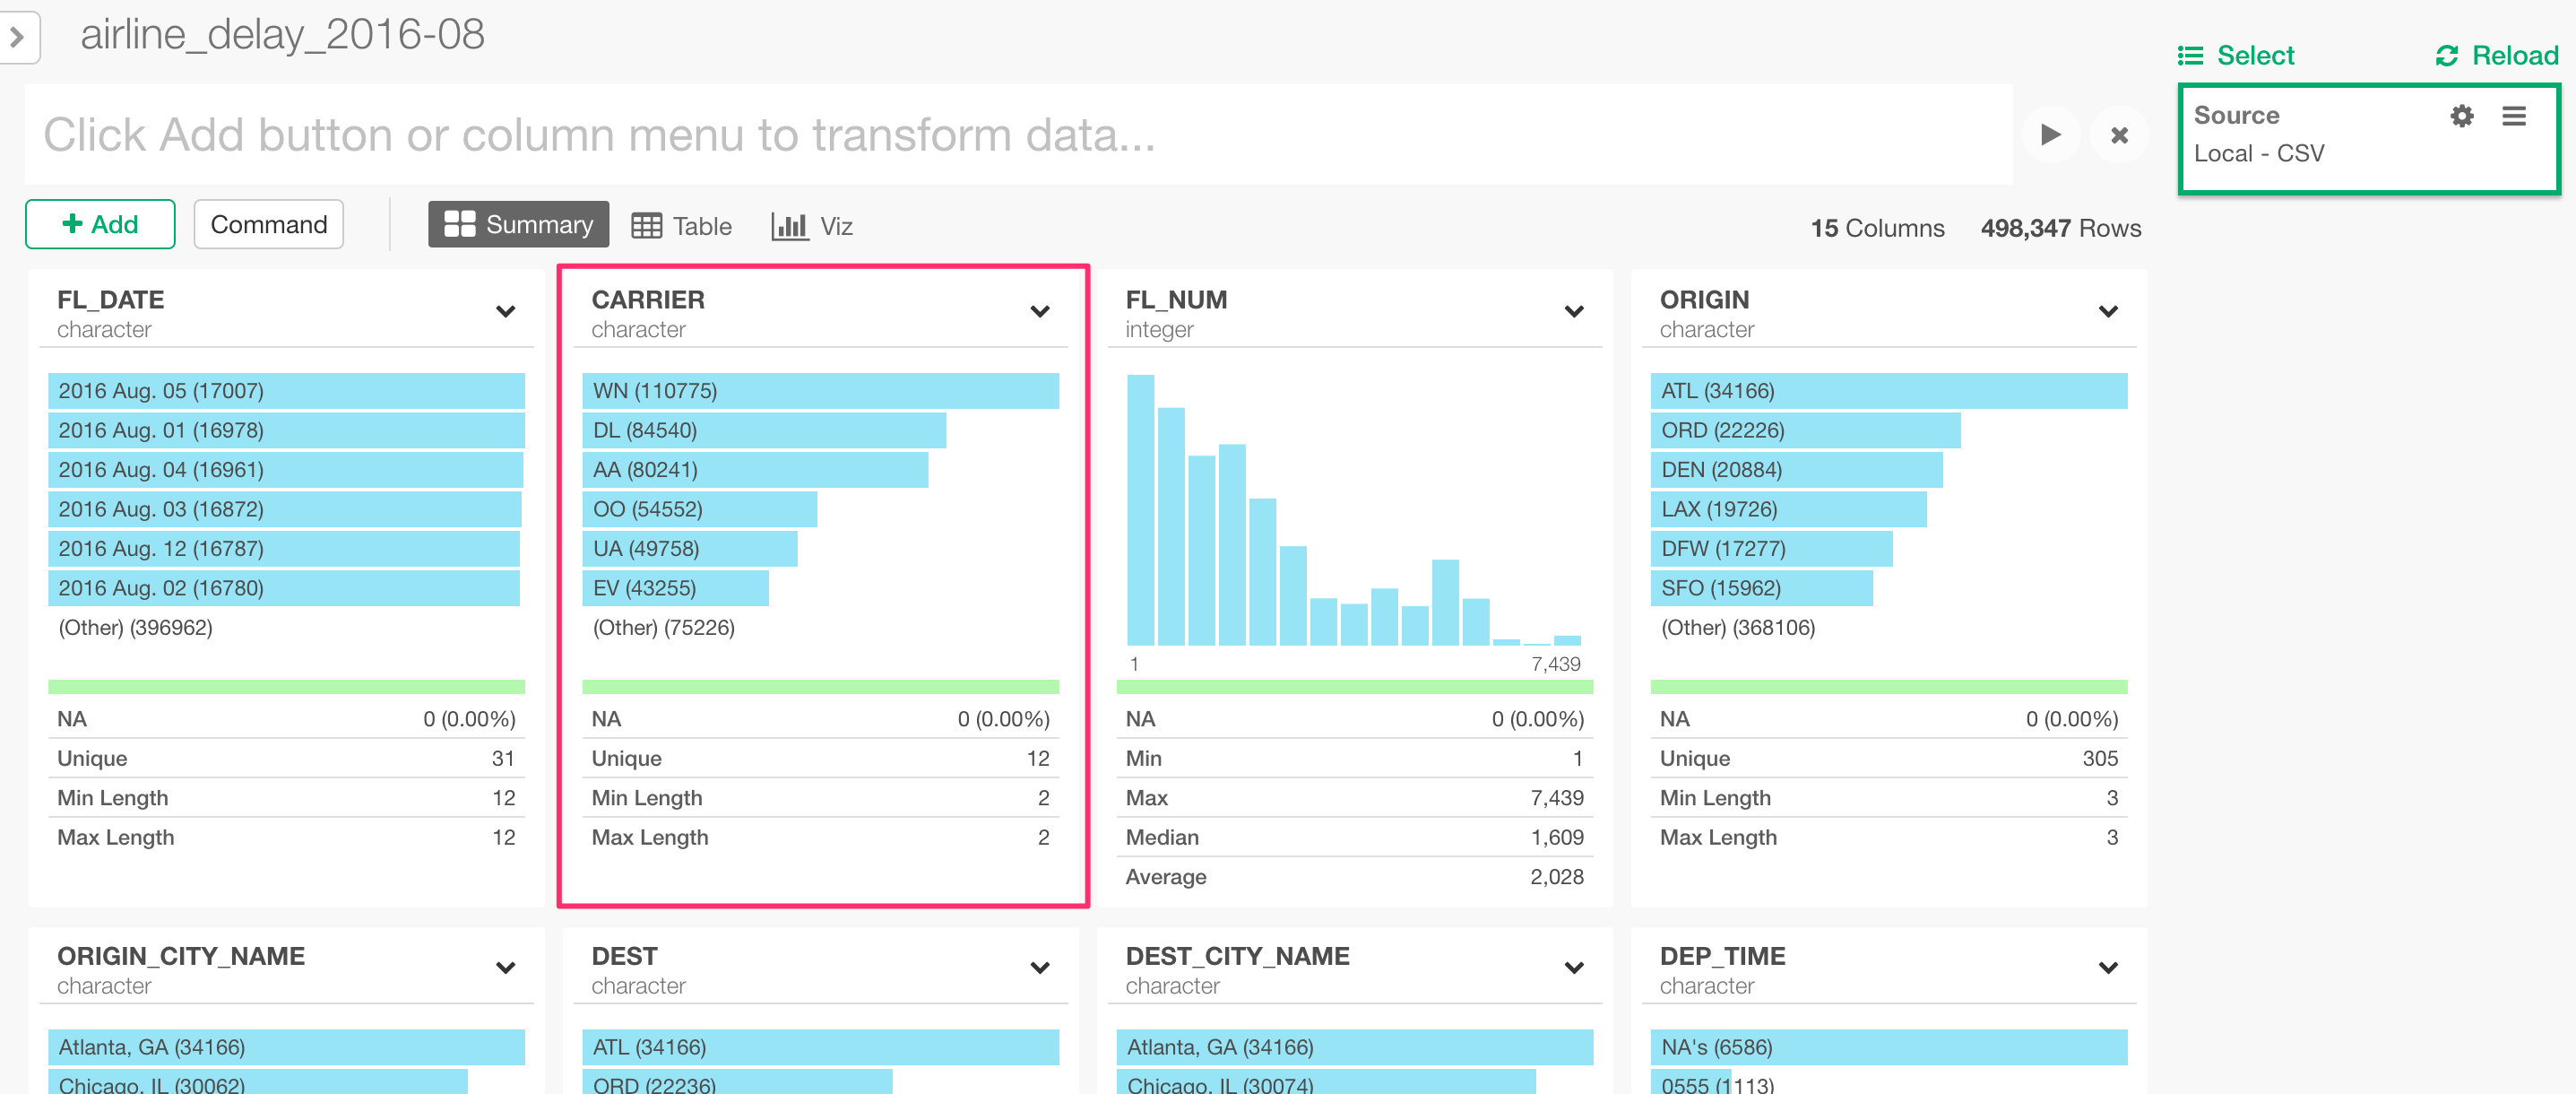 airline_delay_2016-08
Select
Reload
Click Add button or column menu to transform data...
Source
Local - CSV
Add
Command
Summary
Table
Viz
15 Columns
498,347 Rows
FL_DATE
character
2016 Aug. 05 (17007)
2016 Aug. 01 (16978)
2016 Aug. 04 (16961)
2016 Aug. 03 (16872)
2016 Aug. 12 (16787)
2016 Aug. 02 (16780)
(Other) (396962)
NA 0 (0.00%)
Unique 31
Min Length 12
Max Length 12
CARRIER
character
WN (110775)
DL (84540)
AA (80241)
OO (54552)
UA (49758)
EV (43255)
(Other) (75226)
NA 0 (0.00%)
Unique 12
Min Length 2
Max Length 2
FL_NUM
integer
1 7,439
NA 0 (0.00%)
Min 1
Max 7,439
Median 1,609
Average 2,028
ORIGIN
character
ATL (34166)
ORD (22226)
DEN (20884)
LAX (19726)
DFW (17277)
SFO (15962)
(Other) (368106)
NA 0 (0.00%)
Unique 305
Min Length 3
Max Length 3
ORIGIN_CITY_NAME
character
Atlanta, GA (34166)
Chicago, IL (30062)
DEST
character
ATL (34166)
ORD (22236)
DEST_CITY_NAME
character
Atlanta, GA (34166)
Chicago, IL (30074)
DEP_TIME
character
NA's (6586)
0555 (1113)